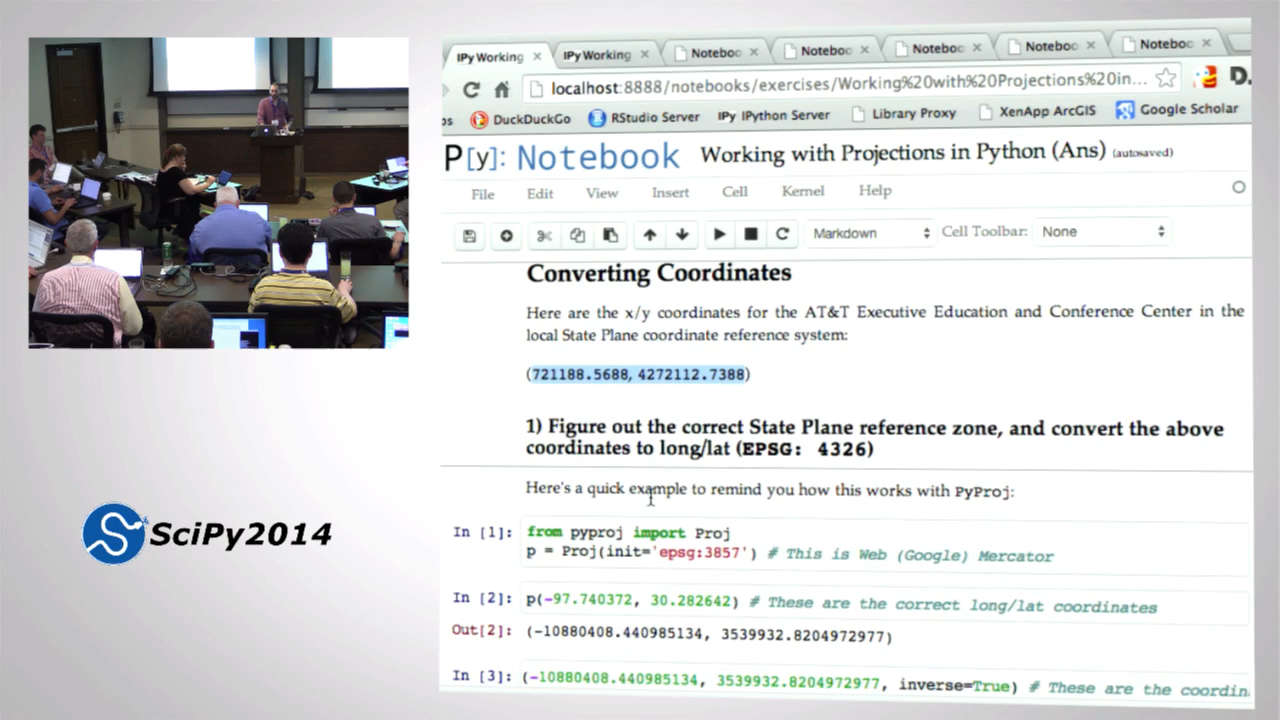 IPy Working
IPy Working
Noteboo
Noteboo
Noteboo
Noteboo
Noteboo
localhost:8888/notebooks/exercises/Working%20with%20Projections%20in...
D.
os
DuckDuckGo
RStudio Server
IPy IPython Server
Library Proxy
XenApp ArcGIS
Google Scholar
P[y]: Notebook
Working with Projections in Python (Ans) (autosaved)
File
Edit
View
Insert
Cell
Kernel
Help
Markdown
Cell Toolbar:
None
Converting Coordinates
Here are the x/y coordinates for the AT&T Executive Education and Conference Center in the
local State Plane coordinate reference system:
(721188.5688, 4272112.7388)
1) Figure out the correct State Plane reference zone, and convert the above
coordinates to long/lat (EPSG: 4326)
Here's a quick example to remind you how this works with PyProj:
In [1]: from pyproj import Proj
p = Proj(init='epsg:3857') # This is Web (Google) Mercator
In [2]: p(-97.740372, 30.282642) # These are the correct long/lat coordinates
Out[2]: (-10880408.440985134, 3539932.8204972977)
In [3]: (-10880408.440985134, 3539932.8204972977, inverse=True) # These are the coordin
SciPy2014